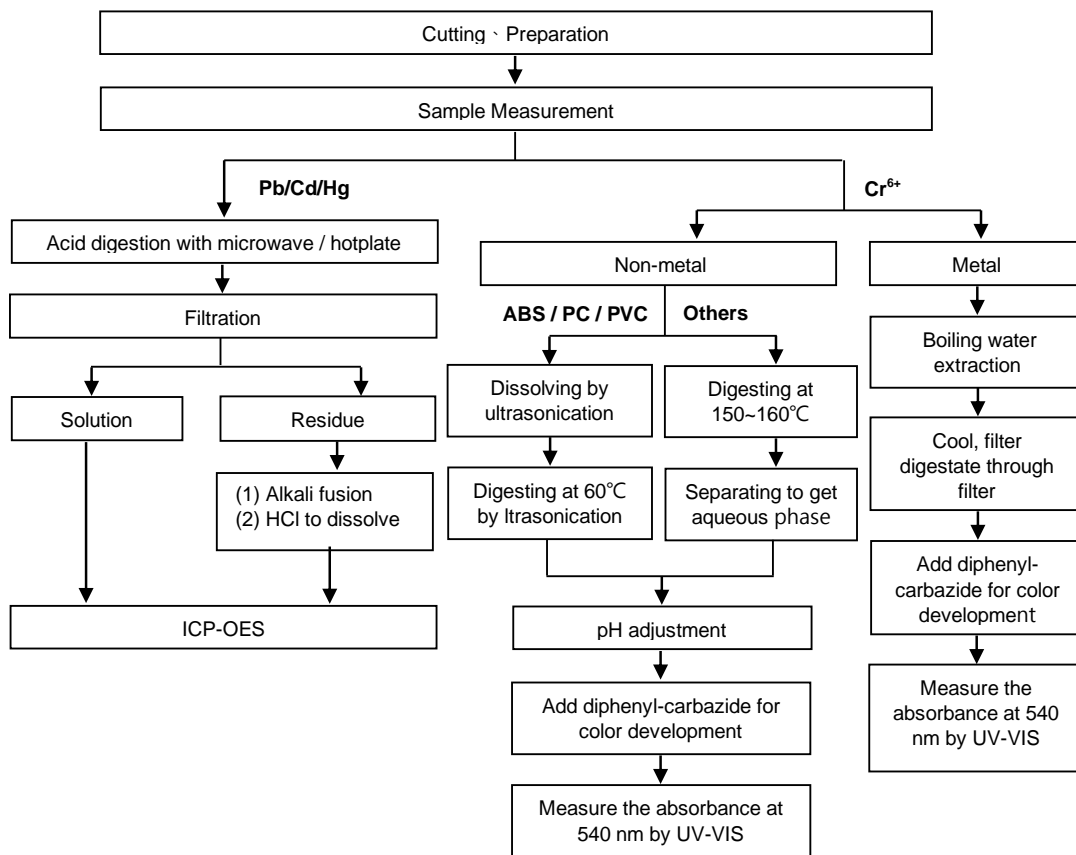 Cutting、Preparation
Sample Measurement
Pb/Cd/Hg
Cr6+
Acid digestion with microwave / hotplate
Non-metal
Metal
Filtration
ABS / PC / PVC
Others
Boiling water
extraction
Dissolving by
ultrasonication
Digesting at
150~160℃
Solution
Residue
Cool, filter
digestate through
filter
(1) Alkali fusion
(2) HCl to dissolve
Digesting at 60℃
by ltrasonication
Separating to get
aqueous phase
Add diphenyl-
carbazide for color
development
ICP-OES
pH adjustment
Measure the
absorbance at 540
nm by UV-VIS
Add diphenyl-carbazide for
color development
Measure the absorbance at
540 nm by UV-VIS